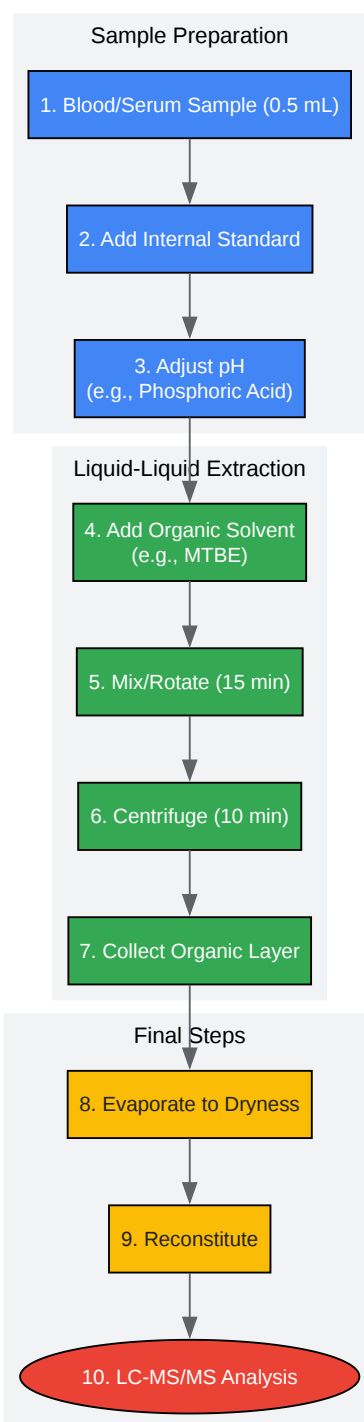 Sample Preparation
1. Blood/Serum Sample (0.5 mL)
2. Add Internal Standard
3. Adjust pH
(e.g., Phosphoric Acid)
Liquid-Liquid Extraction
4. Add Organic Solvent
(e.g., MTBE)
5. Mix/Rotate (15 min)
6. Centrifuge (10 min)
7. Collect Organic Layer
Final Steps
8. Evaporate to Dryness
9. Reconstitute
10. LC-MS/MS Analysis